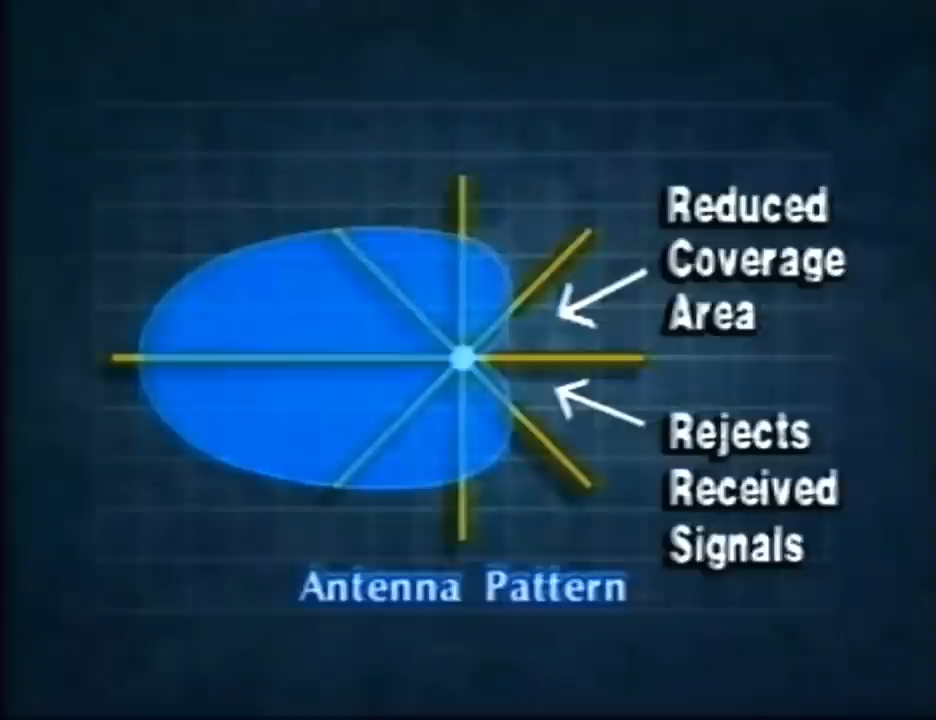 Reduced
Coverage
Area
Rejects
Received
Signals
Antenna Pattern